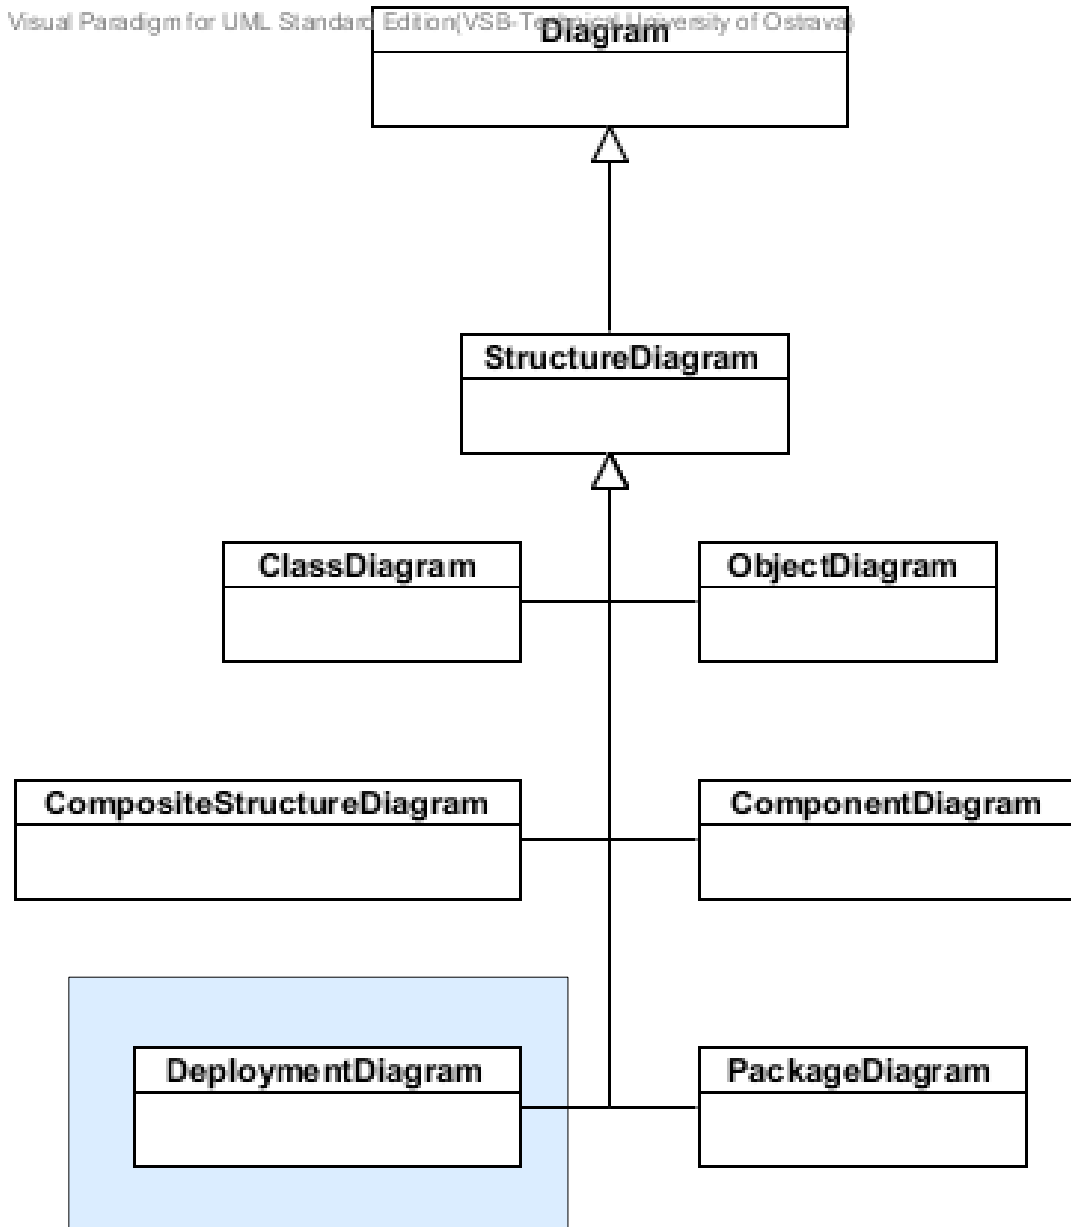 Visual Paradigm for UML Standard Edition(VSB-Technical University of Ostrava)
Diagram
StructureDiagram
ClassDiagram
ObjectDiagram
CompositeStructureDiagram
ComponentDiagram
DeploymentDiagram
PackageDiagram